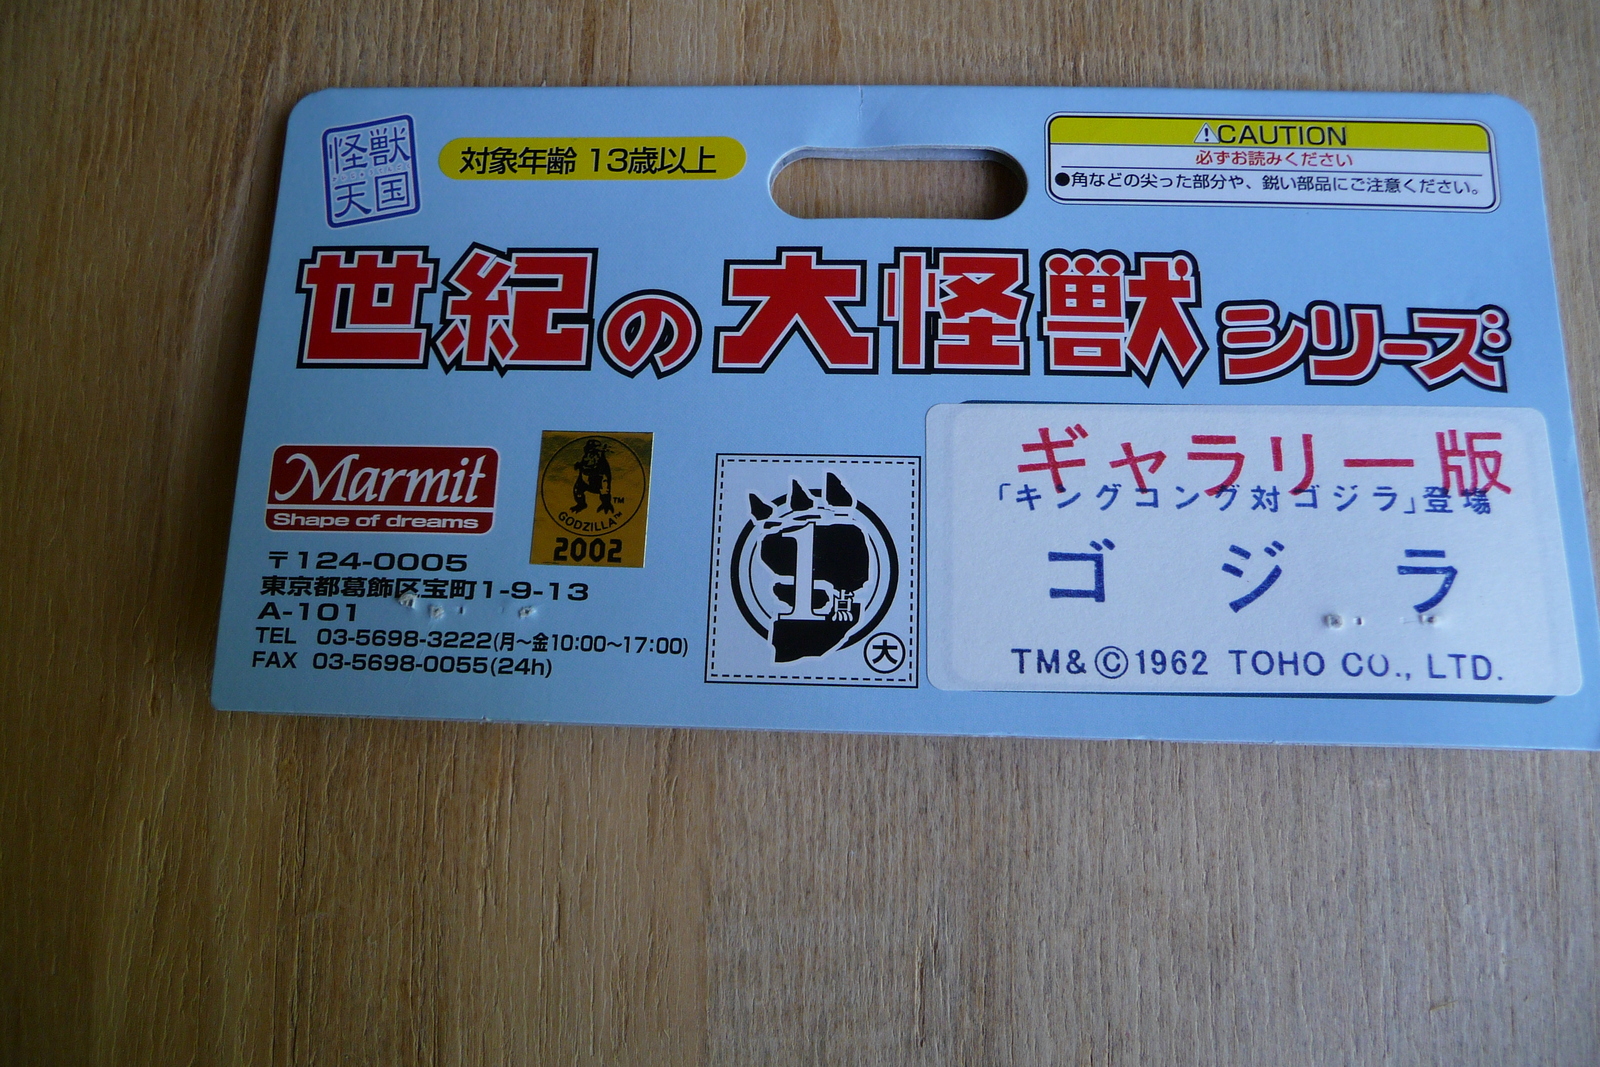 怪獣
天国
対象年齢 13歳以上
CAUTION
必ずお読みください
●角などの尖った部分や、鋭い部品にご注意ください。
世紀の大怪獣シリーズ
Marmit
Shape of dreams
GODZILLA™
TM
2002
〒124-0005
東京都葛飾区宝町1-9-13
A-101
TEL 03-5698-3222(月〜金10:00〜17:00)
FAX 03-5698-0055(24h)
1点
大
ギャラリー版
「キングコング対ゴジラ」登場
ゴジラ
TM&©1962 TOHO CO., LTD.